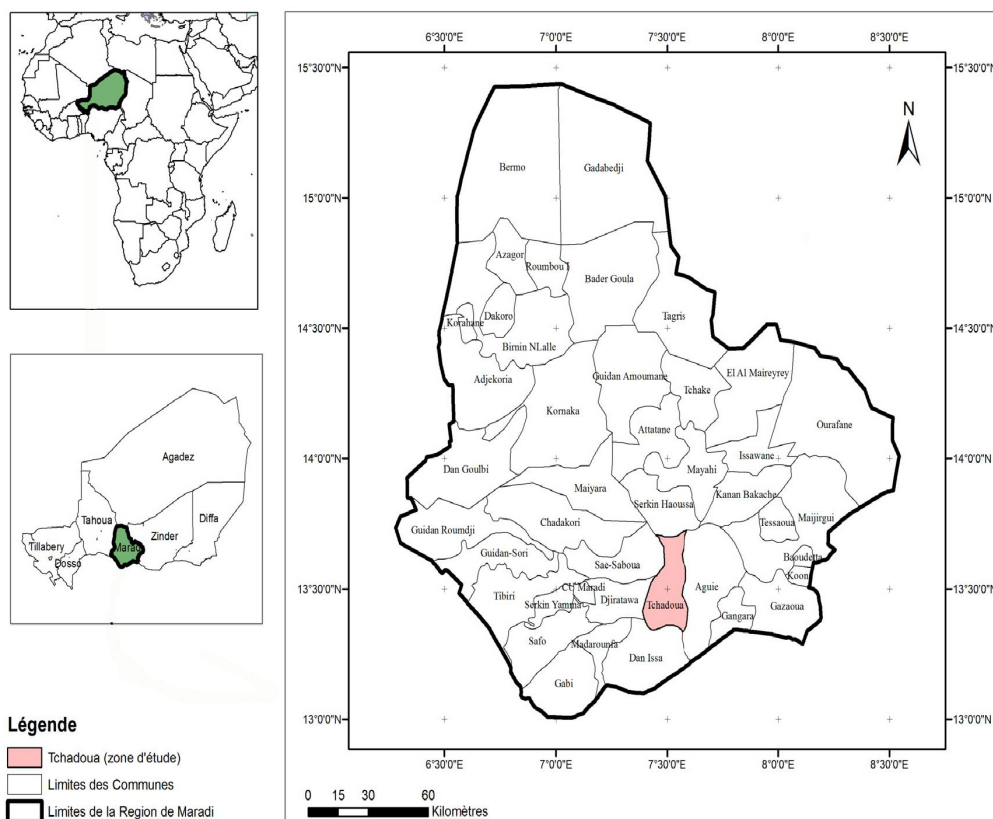 Agadez
Tahoua
Diffa
Zinder
Tillabery
Maradi
Dosso
Légende
Tchadoua (zone d'étude)
Limites des Communes
Limites de la Region de Maradi
6°30'0"E 7°0'0"E 7°30'0"E 8°0'0"E 8°30'0"E
15°30'0"N 15°30'0"N
N
Bermo
Gadabedji
15°0'0"N 15°0'0"N
Azagor
Roumbou I
Bader Goula
Dakoro
Korahane
Tagris
14°30'0"N 14°30'0"N
Birnin NLalle
Adjekoria
Guidan Amoumane
El Al Maireyrey
Tchake
Kornaka
Attatane
Ourafane
14°0'0"N 14°0'0"N
Dan Goulbi
Issawane
Mayahi
Maiyara
Serkin Haoussa
Kanan Bakache
Chadakori
Tessaoua
Maijirgui
Guidan Roumdji
Guidan-Sori
Sae-Saboua
Baoudetta
Koona
13°30'0"N 13°30'0"N
CU Maradi
Aguie
Tibiri
Serkin Yamma
Djiratawa
Tchadoua
Gazaoua
Gangara
Safo
Madarounfa
Dan Issa
Gabi
13°0'0"N 13°0'0"N
6°30'0"E 7°0'0"E 7°30'0"E 8°0'0"E 8°30'0"E
0 15 30 60
Kilomètres